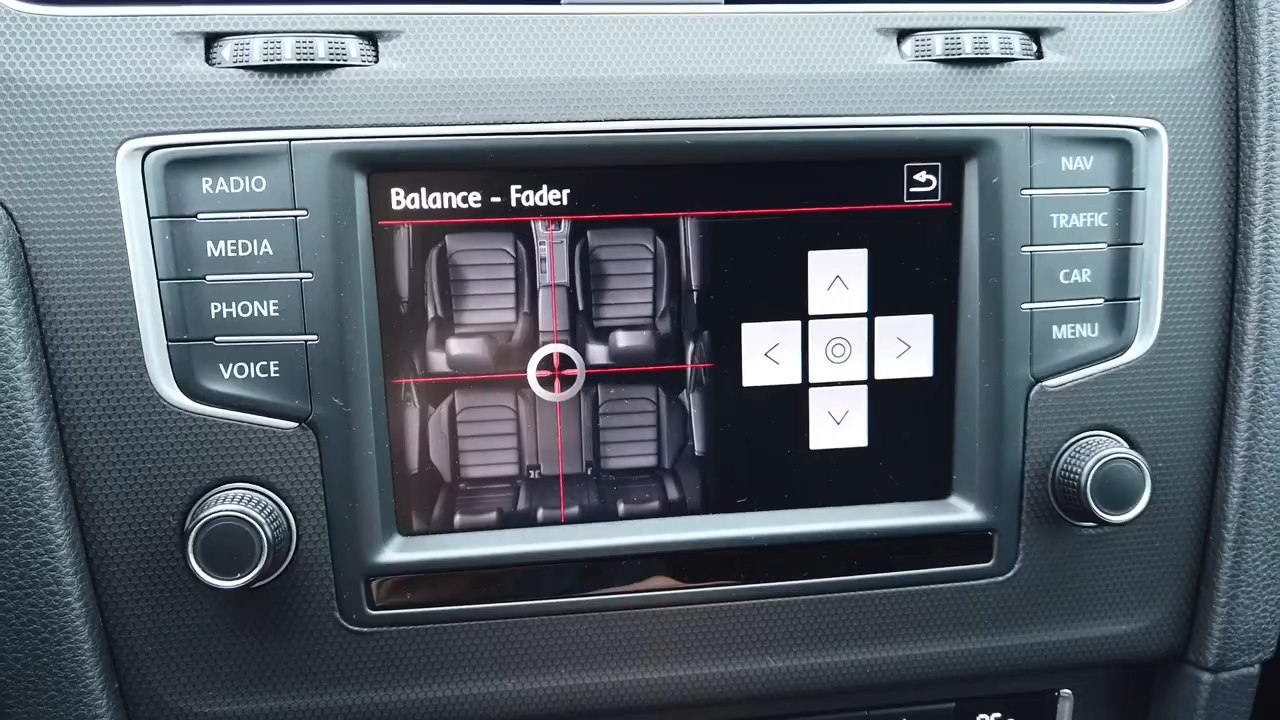 RADIO
MEDIA
PHONE
VOICE
Balance - Fader
NAV
TRAFFIC
CAR
MENU